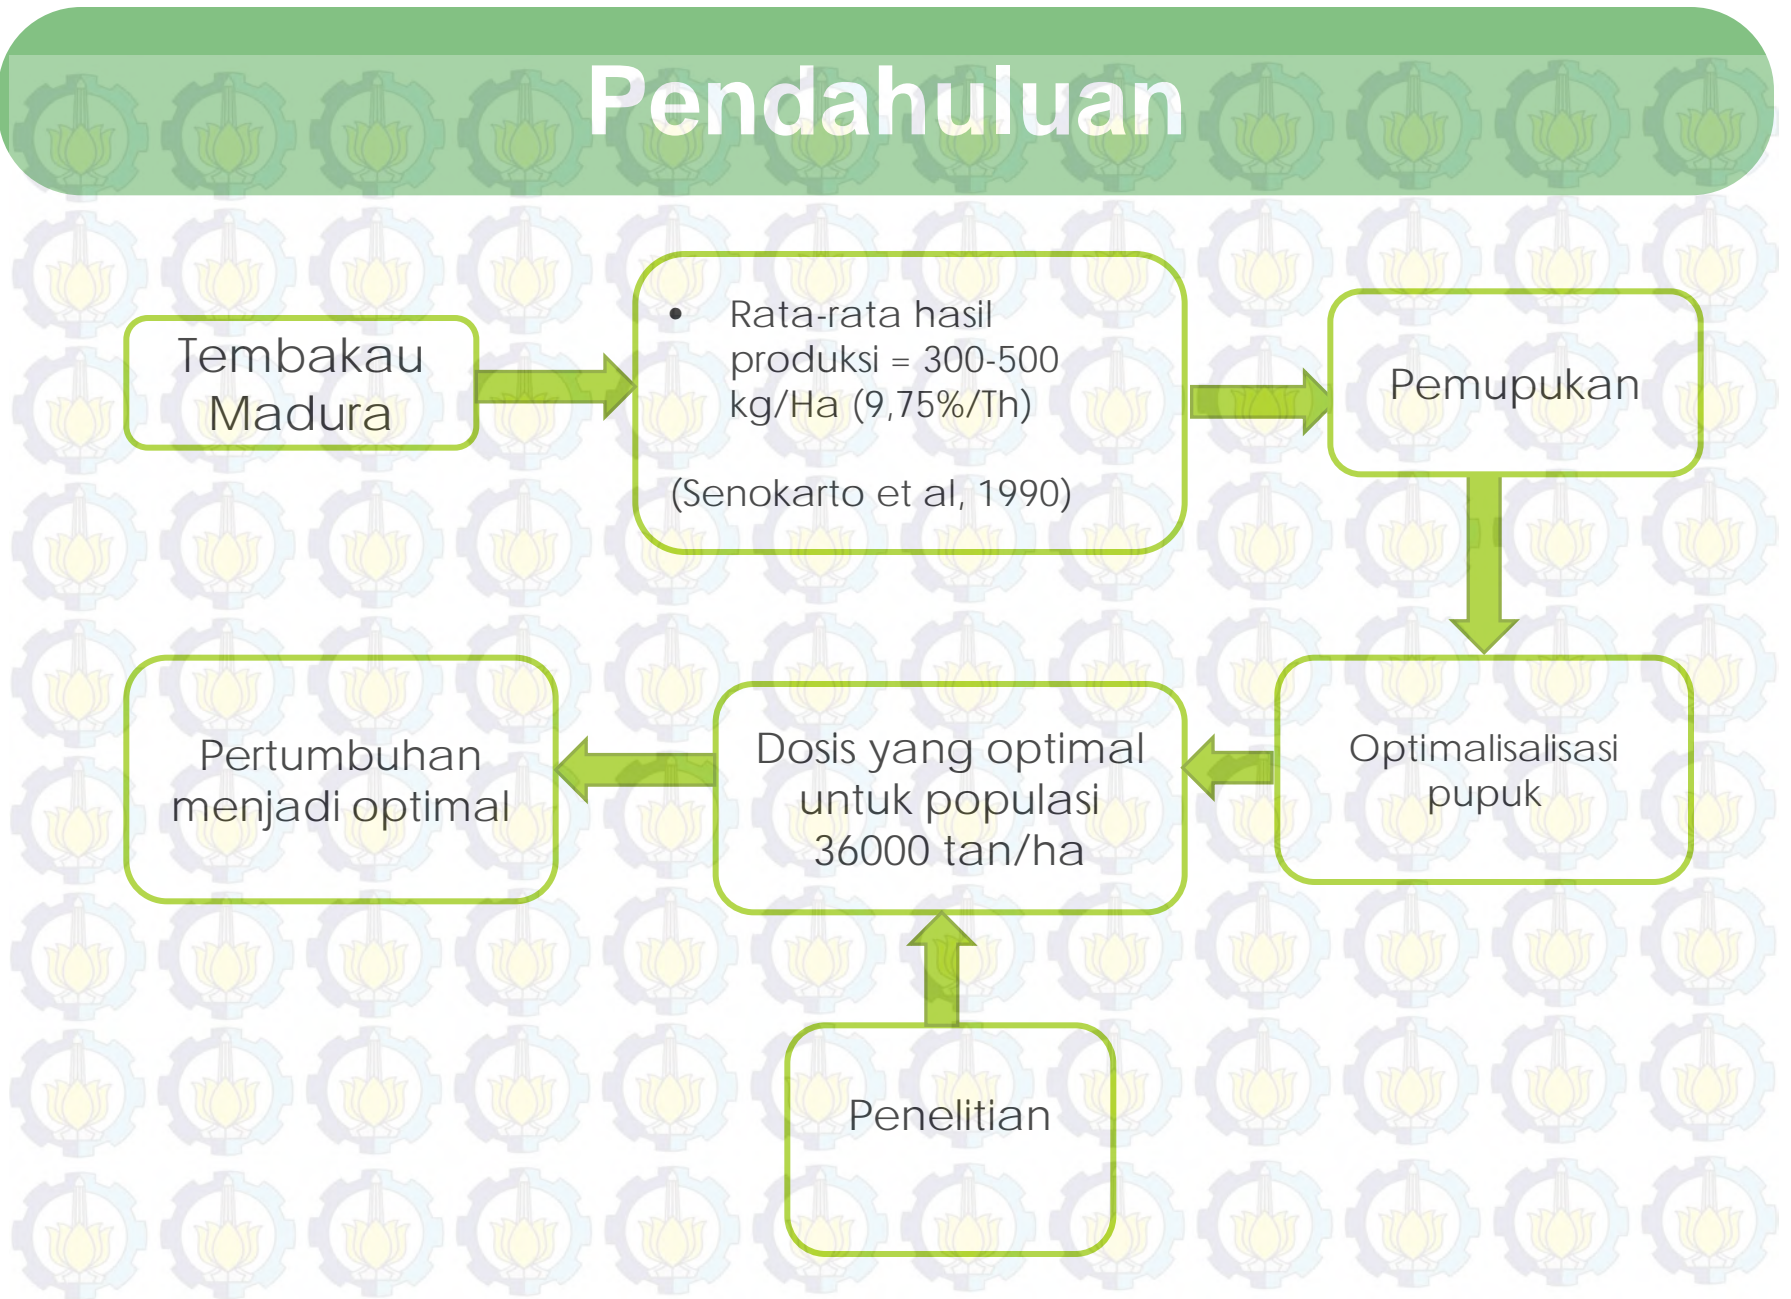 Pendahuluan
Tembakau
Madura
• Rata-rata hasil
produksi = 300-500
kg/Ha (9,75%/Th)
(Senokarto et al, 1990)
Pemupukan
Optimalisalisasi
pupuk
Dosis yang optimal
untuk populasi
36000 tan/ha
Pertumbuhan
menjadi optimal
Penelitian